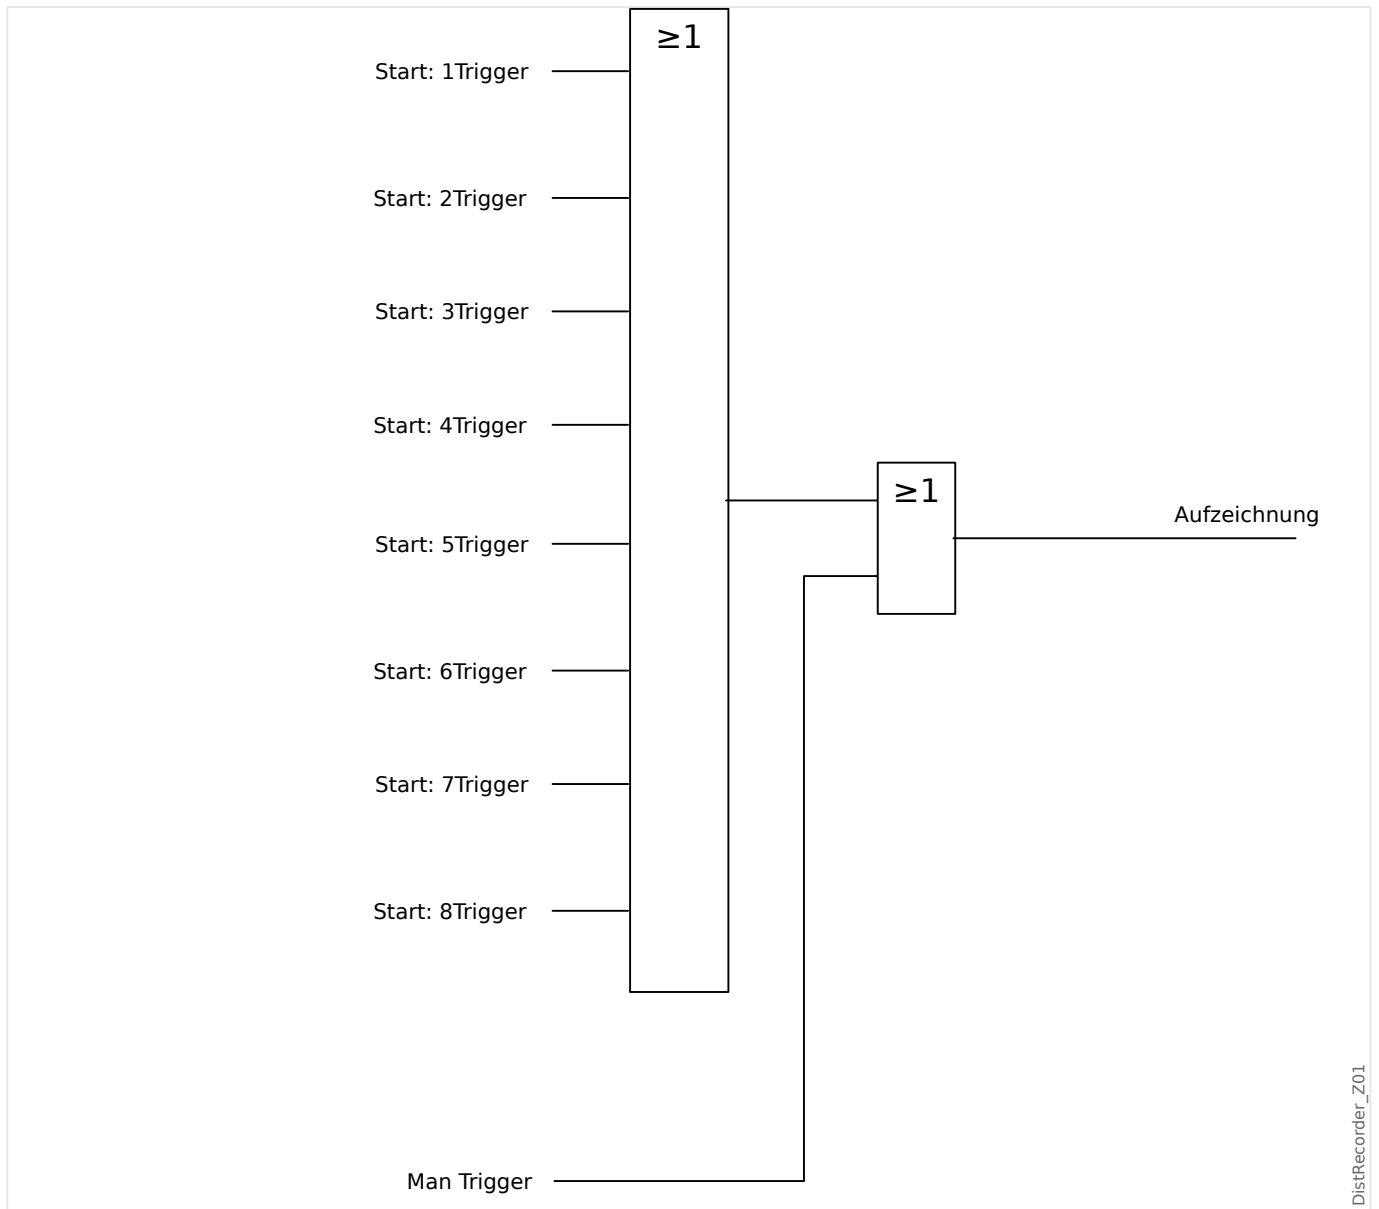 ≥1
Start: 1Trigger
Start: 2Trigger
Start: 3Trigger
Start: 4Trigger
≥1
Aufzeichnung
Start: 5Trigger
Start: 6Trigger
Start: 7Trigger
Start: 8Trigger
Man Trigger
DistRecorder_Z01